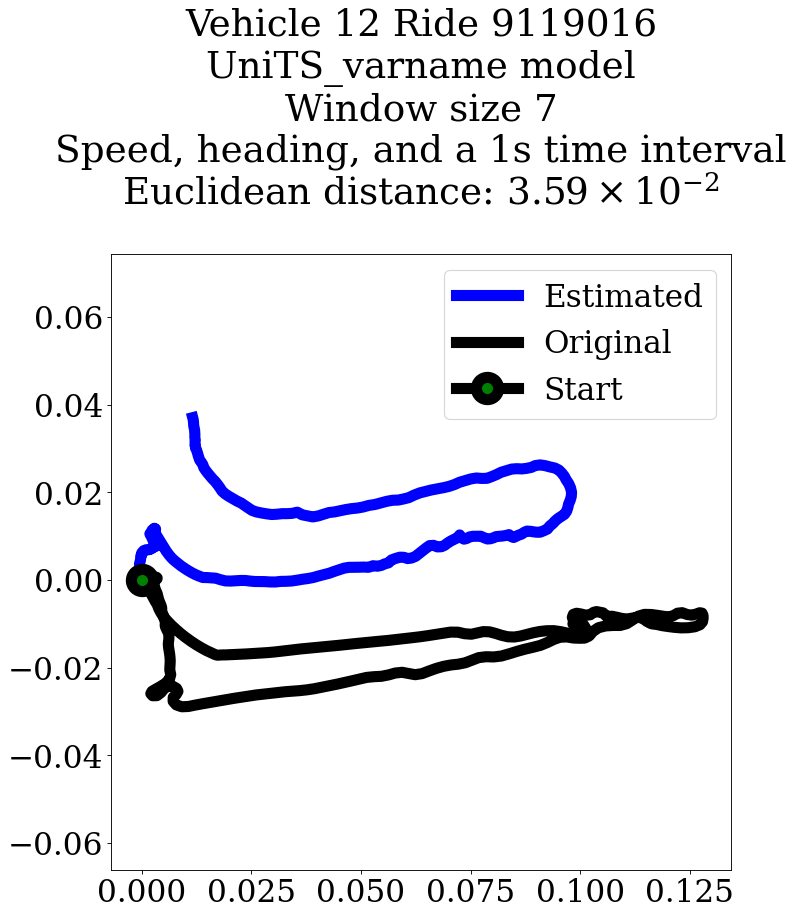 Vehicle 12 Ride 9119016
UniTS_varname model
Window size 7
Speed, heading, and a 1s time interval
Euclidean distance: 3.59 × 10⁻²
Estimated
Original
Start
0.06
0.04
0.02
0.00
−0.02
−0.04
−0.06
0.000 0.025 0.050 0.075 0.100 0.125